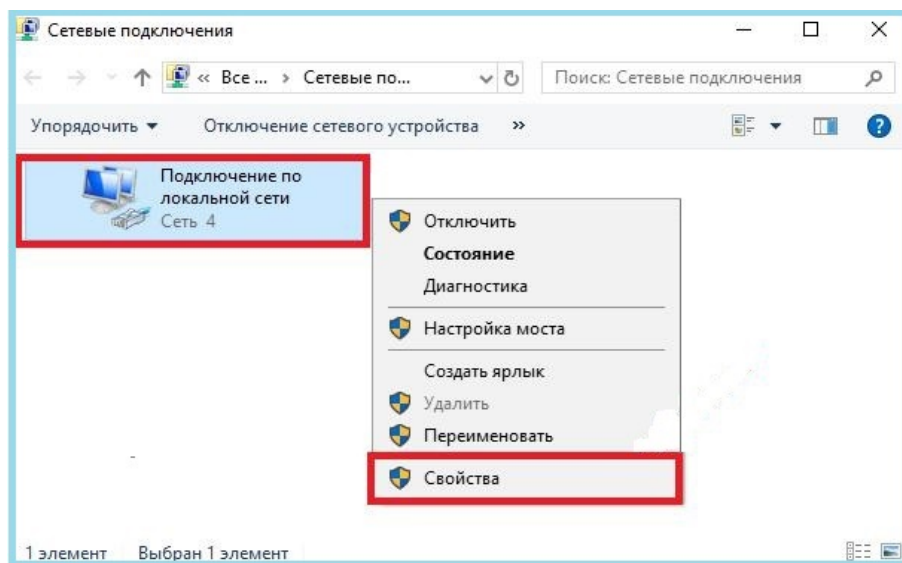 Сетевые подключения
« Все ... › Сетевые по...
Поиск: Сетевые подключения
Упорядочить
Отключение сетевого устройства
»
?
Подключение по
локальной сети
Сеть 4
Отключить
Состояние
Диагностика
Настройка моста
Создать ярлык
Удалить
Переименовать
Свойства
1 элемент
Выбран 1 элемент